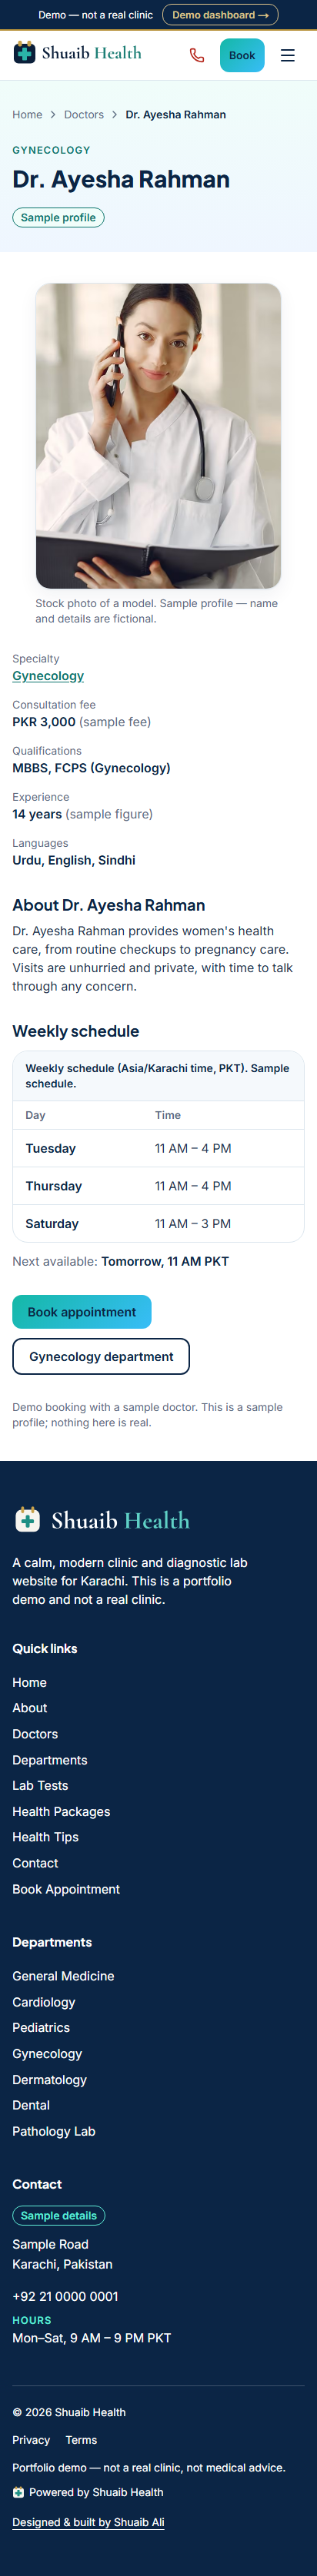 Demo — not a real clinic Demo dashboard →
Shuaib Health
Book
Home > Doctors > Dr. Ayesha Rahman
GYNECOLOGY
Dr. Ayesha Rahman
Sample profile
Stock photo of a model. Sample profile — name
and details are fictional.
Specialty
Gynecology
Consultation fee
PKR 3,000 (sample fee)
Qualifications
MBBS, FCPS (Gynecology)
Experience
14 years (sample figure)
Languages
Urdu, English, Sindhi
About Dr. Ayesha Rahman
Dr. Ayesha Rahman provides women's health
care, from routine checkups to pregnancy care.
Visits are unhurried and private, with time to talk
through any concern.
Weekly schedule
Weekly schedule (Asia/Karachi time, PKT). Sample
schedule.
Day Time
Tuesday 11 AM – 4 PM
Thursday 11 AM – 4 PM
Saturday 11 AM – 3 PM
Next available: Tomorrow, 11 AM PKT
Book appointment
Gynecology department
Demo booking with a sample doctor. This is a sample
profile; nothing here is real.
Shuaib Health
A calm, modern clinic and diagnostic lab
website for Karachi. This is a portfolio
demo and not a real clinic.
Quick links
Home
About
Doctors
Departments
Lab Tests
Health Packages
Health Tips
Contact
Book Appointment
Departments
General Medicine
Cardiology
Pediatrics
Gynecology
Dermatology
Dental
Pathology Lab
Contact
Sample details
Sample Road
Karachi, Pakistan
+92 21 0000 0001
HOURS
Mon–Sat, 9 AM – 9 PM PKT
© 2026 Shuaib Health
Privacy Terms
Portfolio demo — not a real clinic, not medical advice.
Powered by Shuaib Health
Designed & built by Shuaib Ali